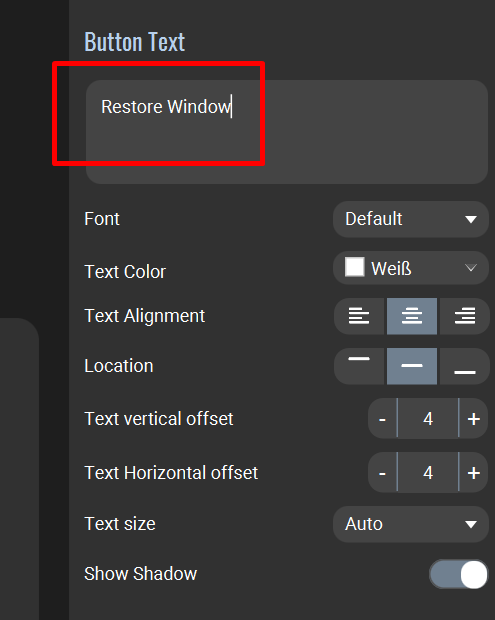 Button Text
Restore Window
Font Default
Text Color Weiß
Text Alignment
Location
Text vertical offset - 4 +
Text Horizontal offset - 4 +
Text size Auto
Show Shadow